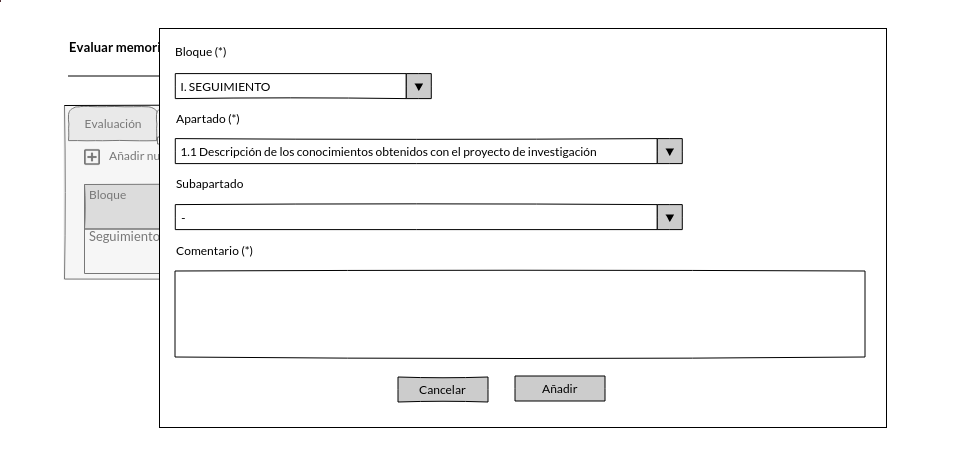 Evaluar memori
Evaluación
Añadir nu
Bloque
Seguimiento
Bloque (*)
I. SEGUIMIENTO
Apartado (*)
1.1 Descripción de los conocimientos obtenidos con el proyecto de investigación
Subapartado
-
Comentario (*)
Cancelar
Añadir